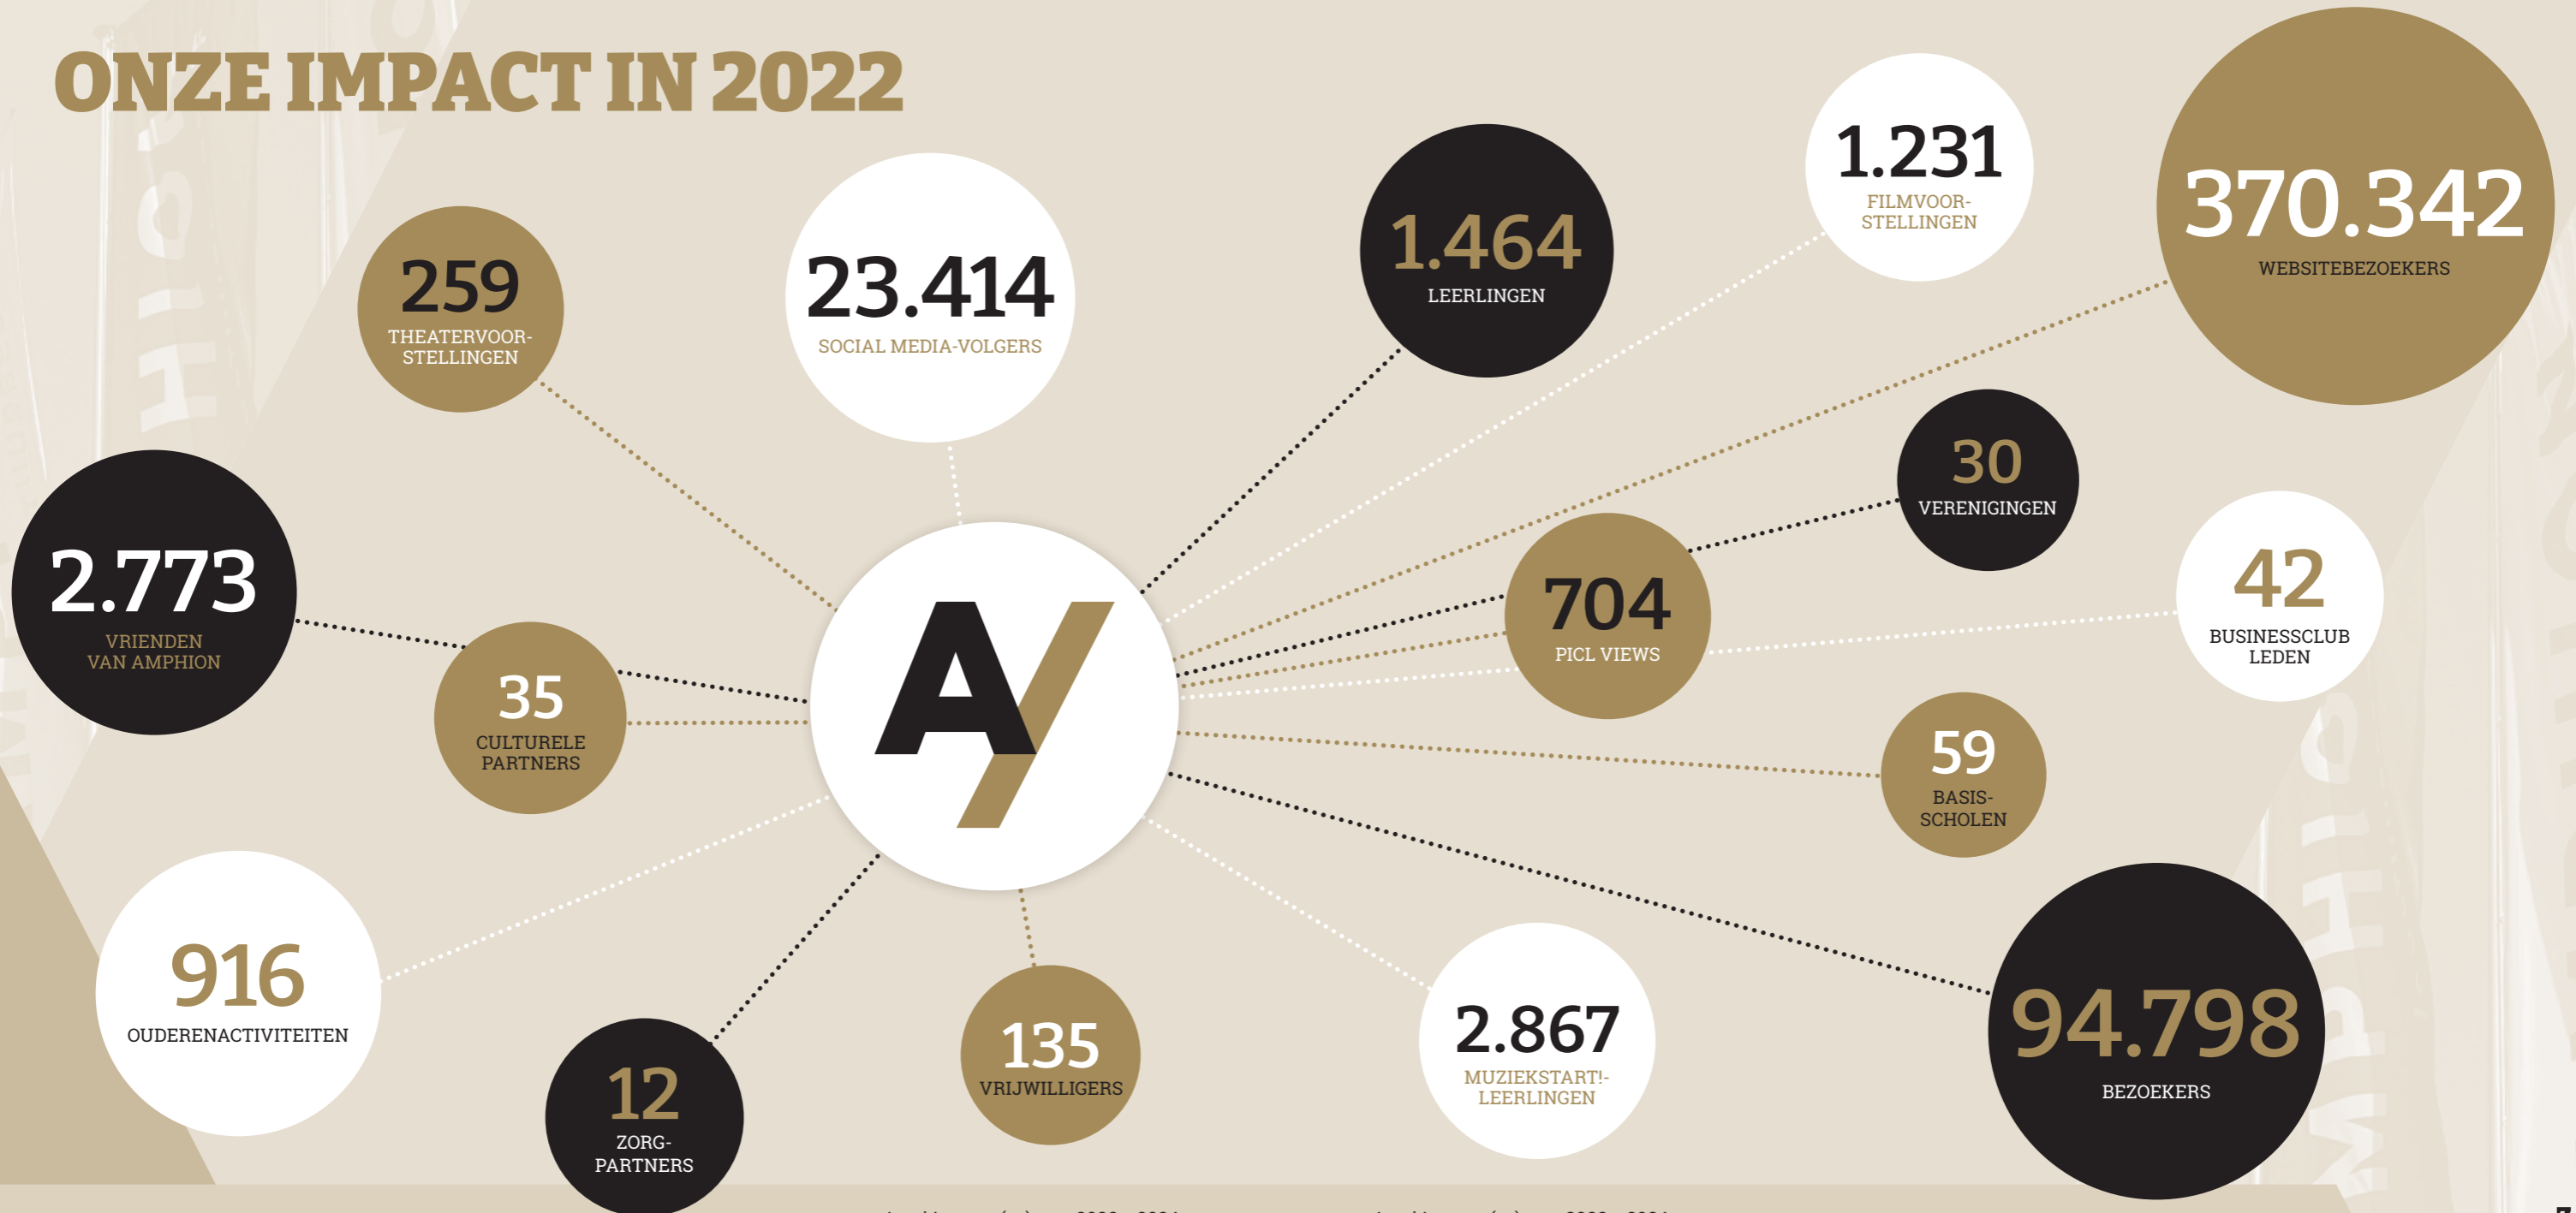 ONZE IMPACT IN 2022
259
THEATERVOOR-
STELLINGEN
23.414
SOCIAL MEDIA-VOLGERS
1.464
LEERLINGEN
1.231
FILMVOOR-
STELLINGEN
370.342
WEBSITEBEZOEKERS
2.773
VRIENDEN
VAN AMPHION
35
CULTURELE
PARTNERS
A/
704
PICL VIEWS
30
VERENIGINGEN
42
BUSINESSCLUB
LEDEN
59
BASIS-
SCHOLEN
916
OUDERENACTIVITEITEN
12
ZORG-
PARTNERS
135
VRIJWILLIGERS
2.867
MUZIEKSTART!-
LEERLINGEN
94.798
BEZOEKERS